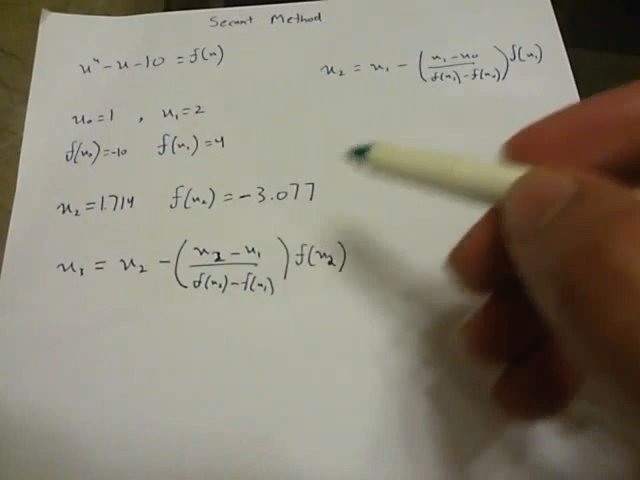 Secant Method
x⁴ - x - 10 = f(x)
x₂ = x₁ - ((x₁ - x₀)/(f(x₁) - f(x₀))) f(x₁)
x₀ = 1 , x₁ = 2
f(x₀) = -10 f(x₁) = 4
x₂ = 1.714 f(x₂) = -3.077
x₃ = x₂ - ((x₂ - x₁)/(f(x₂) - f(x₁))) f(x₂)